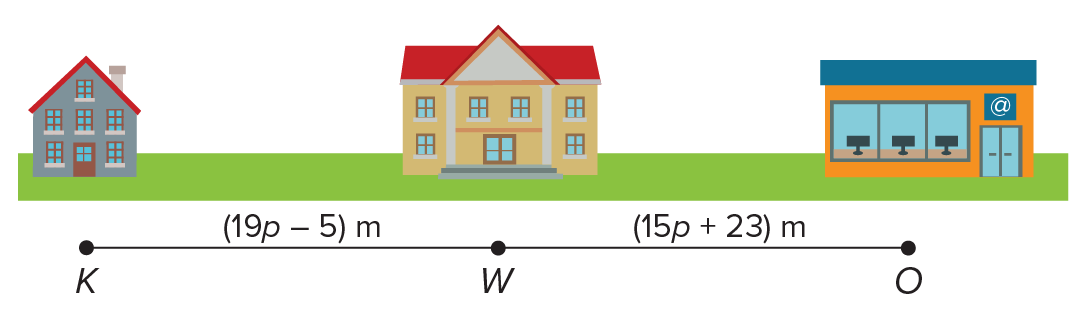 @
(19p – 5) m (15p + 23) m
K W O